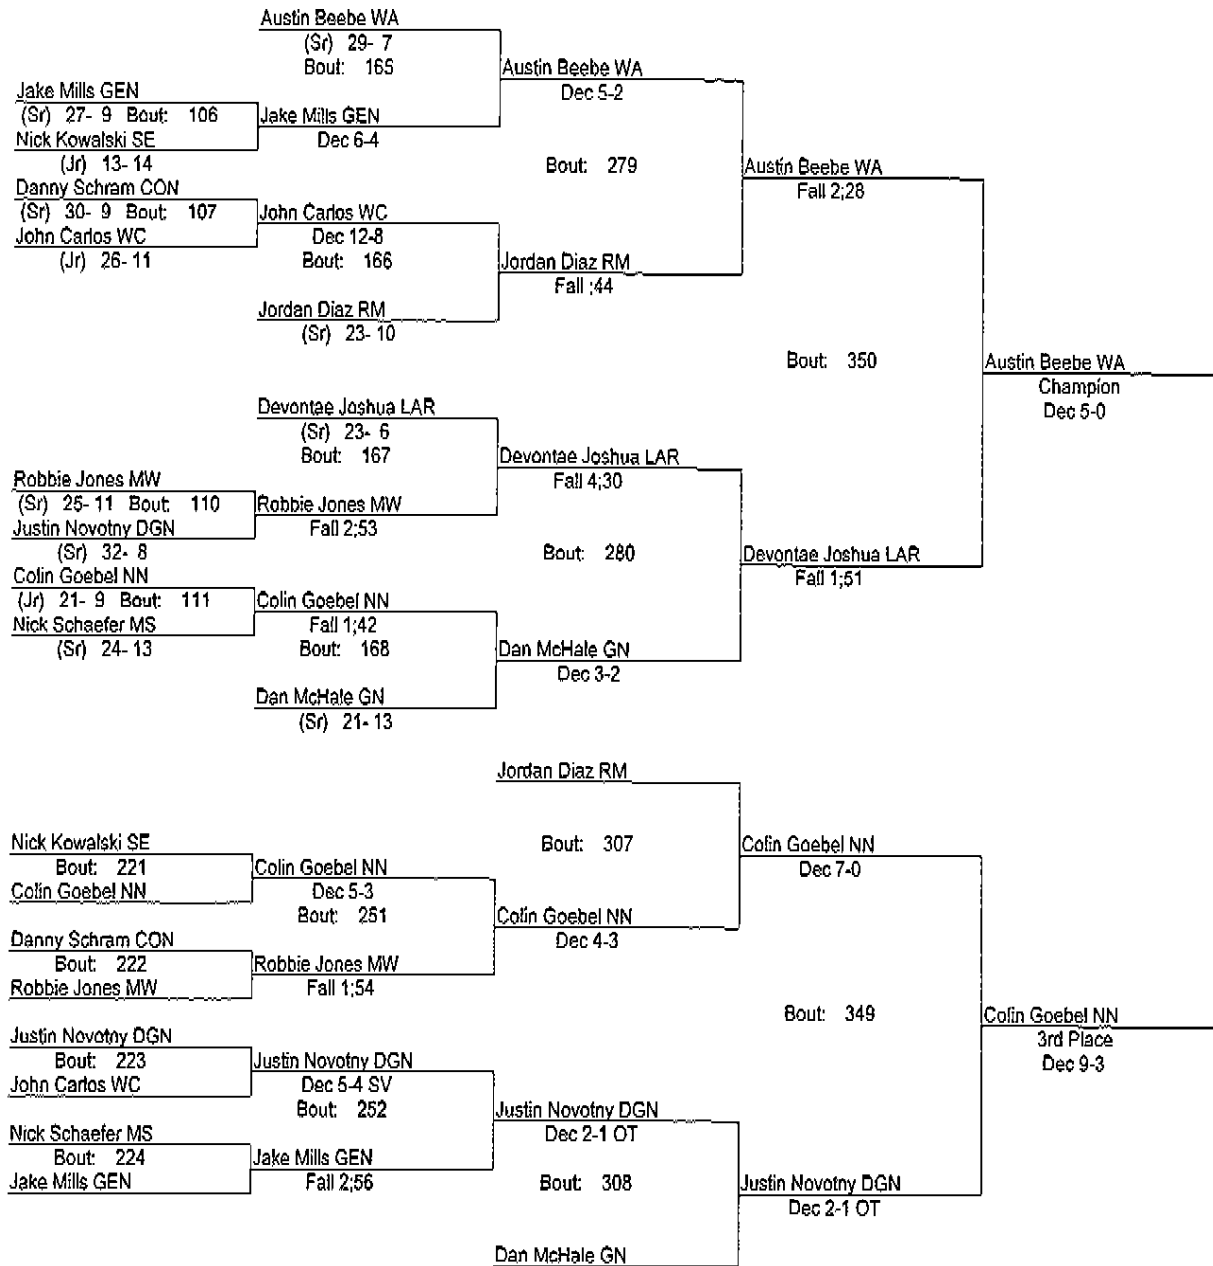 Austin Beebe WA
(Sr) 29- 7
Bout: 165
Austin Beebe WA
Dec 5-2
Jake Mills GEN
(Sr) 27- 9 Bout: 106
Jake Mills GEN
Dec 6-4
Nick Kowalski SE
(Jr) 13- 14
Bout: 279
Austin Beebe WA
Fall 2;28
Danny Schram CON
(Sr) 30- 9 Bout: 107
John Carlos WC
Dec 12-8
John Carlos WC
(Jr) 26- 11
Bout: 166
Jordan Diaz RM
Fall ;44
Jordan Diaz RM
(Sr) 23- 10
Bout: 350
Austin Beebe WA
Champion
Dec 5-0
Devontae Joshua LAR
(Sr) 23- 6
Bout: 167
Devontae Joshua LAR
Fall 4;30
Robbie Jones MW
(Sr) 25- 11 Bout: 110
Robbie Jones MW
Fall 2;53
Justin Novotny DGN
(Sr) 32- 8
Bout: 280
Devontae Joshua LAR
Fall 1;51
Colin Goebel NN
(Jr) 21- 9 Bout: 111
Colin Goebel NN
Fall 1;42
Nick Schaefer MS
(Sr) 24- 13
Bout: 168
Dan McHale GN
Dec 3-2
Dan McHale GN
(Sr) 21- 13
Jordan Diaz RM
Bout: 307
Colin Goebel NN
Dec 7-0
Nick Kowalski SE
Bout: 221
Colin Goebel NN
Dec 5-3
Colin Goebel NN
Bout: 251
Colin Goebel NN
Dec 4-3
Danny Schram CON
Bout: 222
Robbie Jones MW
Fall 1;54
Robbie Jones MW
Bout: 349
Colin Goebel NN
3rd Place
Dec 9-3
Justin Novotny DGN
Bout: 223
Justin Novotny DGN
Dec 5-4 SV
John Carlos WC
Bout: 252
Justin Novotny DGN
Dec 2-1 OT
Nick Schaefer MS
Bout: 224
Jake Mills GEN
Fall 2;56
Jake Mills GEN
Bout: 308
Justin Novotny DGN
Dec 2-1 OT
Dan McHale GN